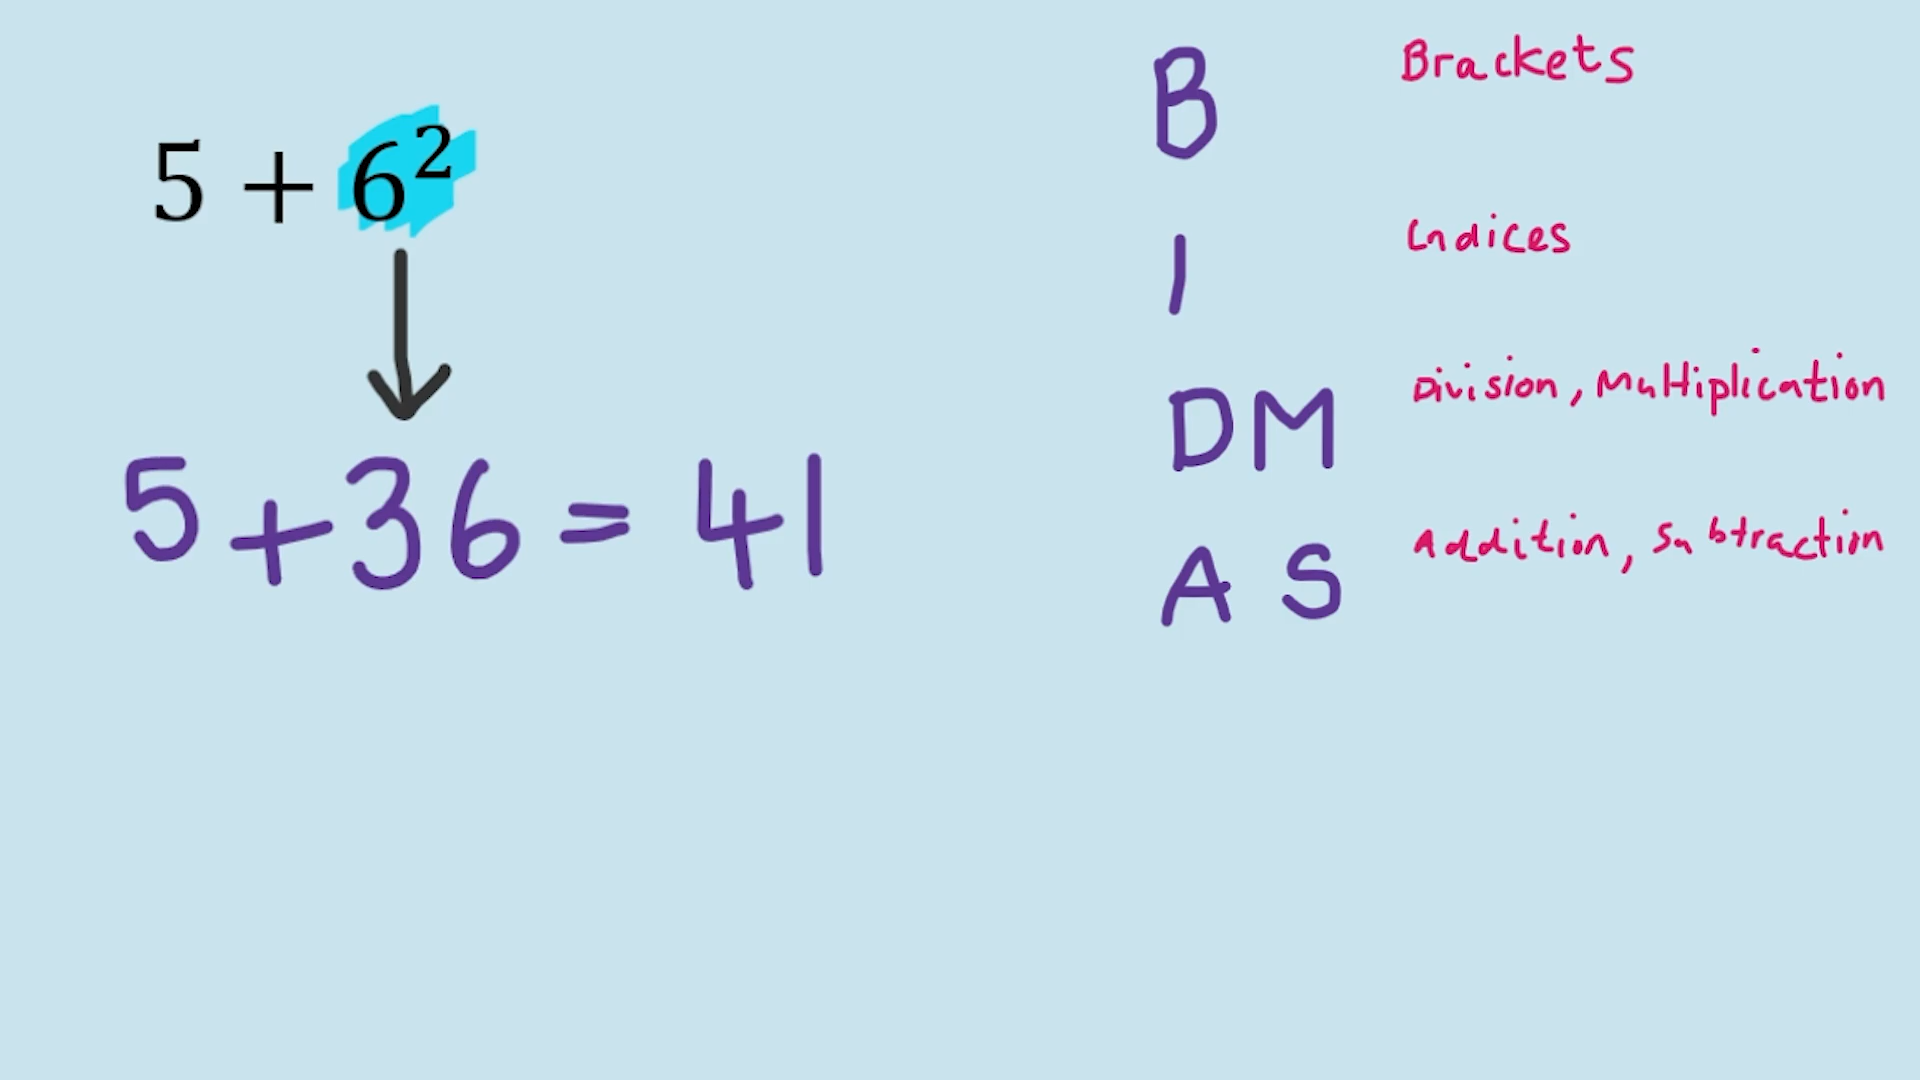 5 + 6²
5 + 36 = 41
B Brackets
I Indices
DM Division, Multiplication
A S Addition, Subtraction